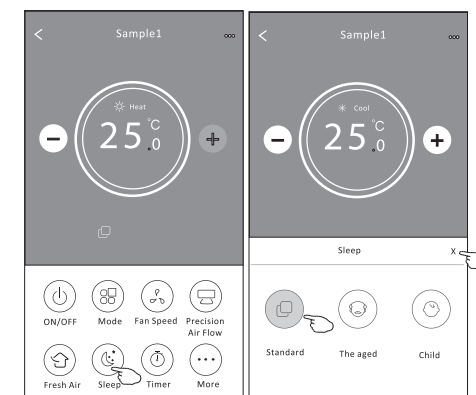 Sample1
Heat
25.0°C
ON/OFF
Mode
Fan Speed
Precision
Air Flow
Fresh Air
Sleep
Timer
More
Sample1
Cool
25.0°C
Sleep
X
Standard
The aged
Child